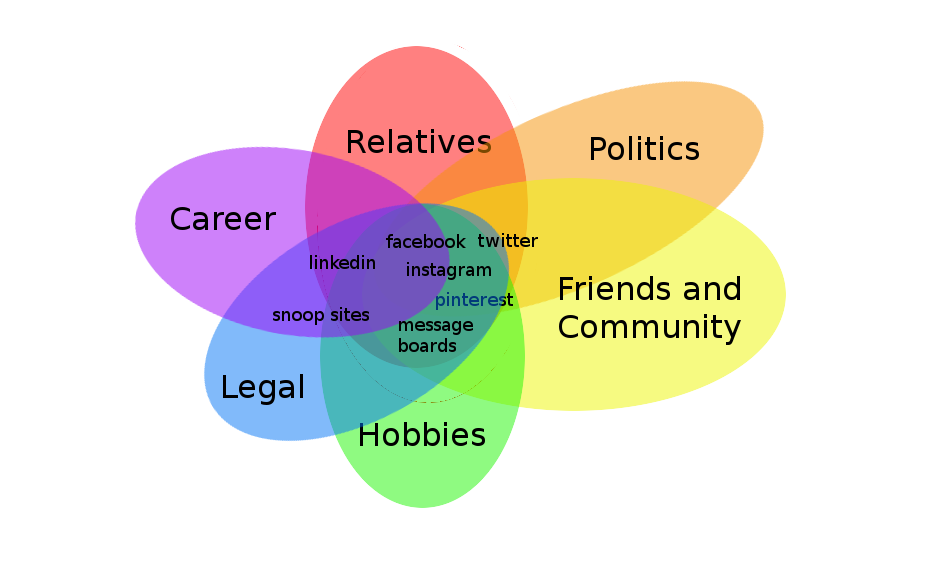 Relatives
Politics
Career
facebook
twitter
linkedin
instagram
pinterest
snoop sites
message
boards
Friends and
Community
Legal
Hobbies